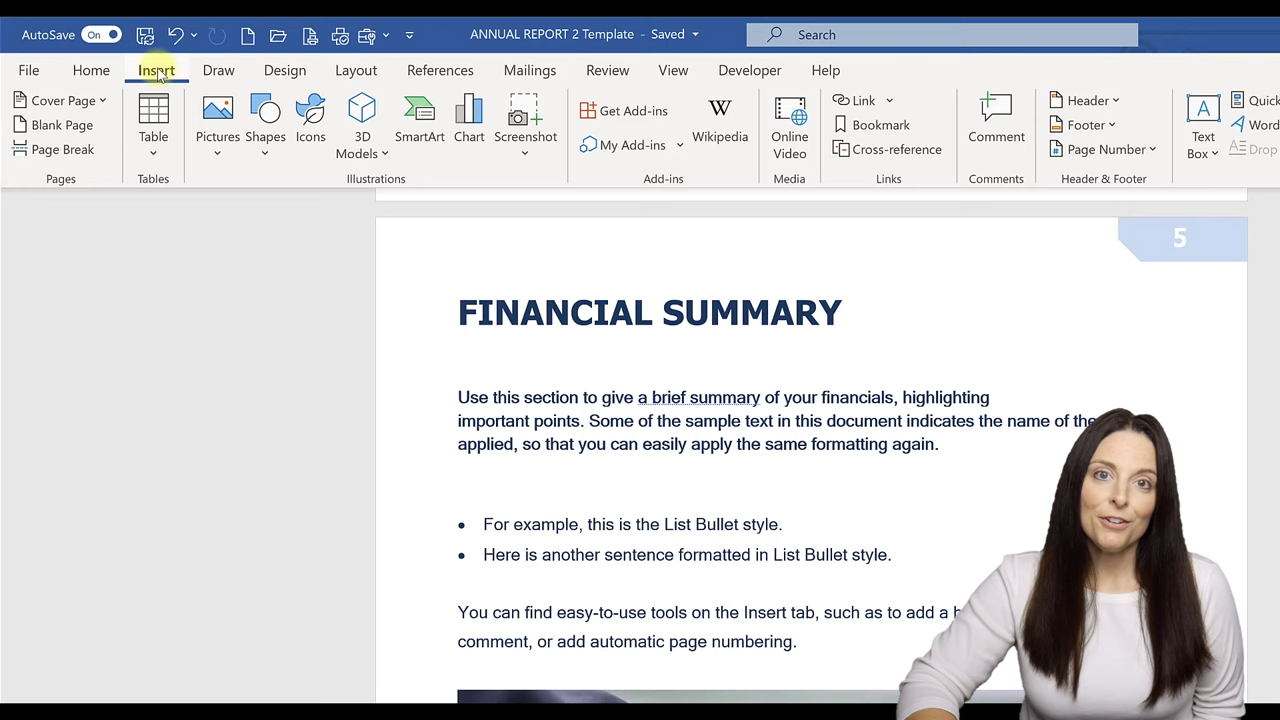 AutoSave On ANNUAL REPORT 2 Template - Saved Search
File Home Insert Draw Design Layout References Mailings Review View Developer Help
Cover Page
Blank Page
Page Break
Pages
Table
Tables
Pictures
Shapes
Icons
3D
Models
SmartArt
Chart
Screenshot
Illustrations
Get Add-ins
My Add-ins
Wikipedia
Add-ins
Online
Video
Media
Link
Bookmark
Cross-reference
Links
Comment
Comments
Header
Footer
Page Number
Header & Footer
Text
Box
Quick
Word
Drop
5
FINANCIAL SUMMARY
Use this section to give a brief summary of your financials, highlighting
important points. Some of the sample text in this document indicates the name of the
applied, so that you can easily apply the same formatting again.
• For example, this is the List Bullet style.
• Here is another sentence formatted in List Bullet style.
You can find easy-to-use tools on the Insert tab, such as to add a
comment, or add automatic page numbering.